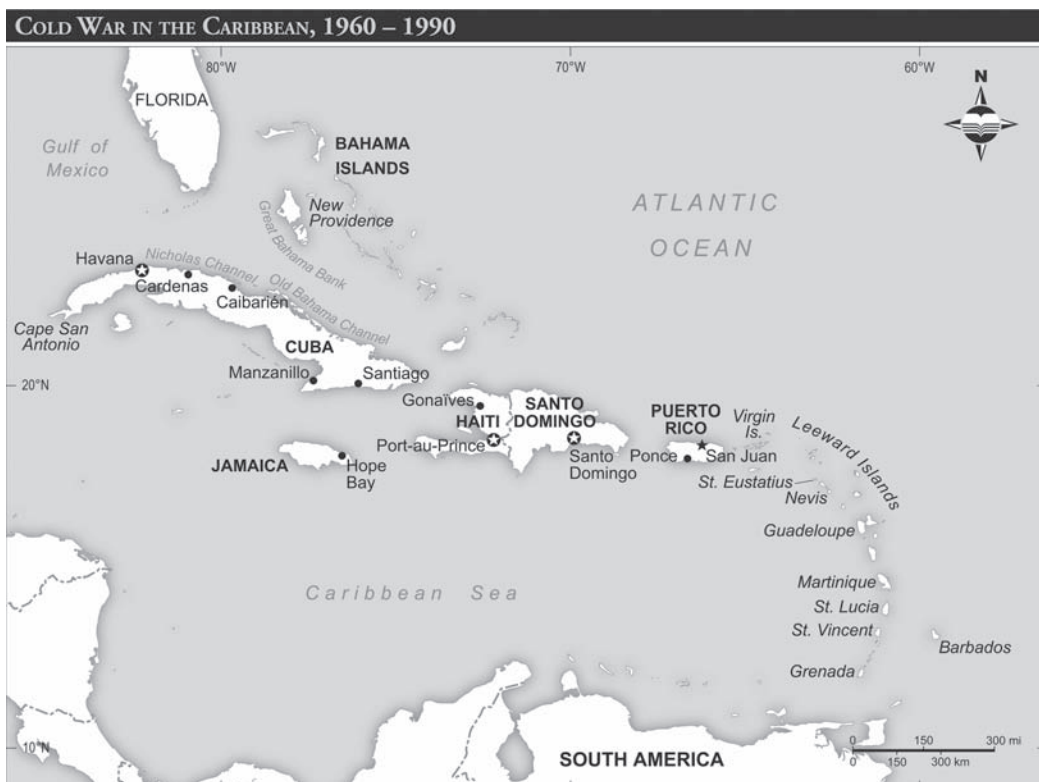 COLD WAR IN THE CARIBBEAN, 1960 – 1990
80°W
70°W
60°W
N
FLORIDA
Gulf of
Mexico
BAHAMA
ISLANDS
New
Providence
Great Bahama Bank
ATLANTIC
OCEAN
Havana
Nicholas Channel
Cardenas
Caibarién
Old Bahama Channel
Cape San
Antonio
CUBA
Manzanillo
Santiago
20°N
Gonaïves
HAITI
SANTO
DOMINGO
PUERTO
RICO
Virgin
Is.
Leeward Islands
Port-au-Prince
JAMAICA
Hope
Bay
Santo
Domingo
Ponce
San Juan
St. Eustatius
Nevis
Guadeloupe
Caribbean Sea
Martinique
St. Lucia
St. Vincent
Barbados
Grenada
10°N
SOUTH AMERICA
0
150
300 mi
0
150
300 km